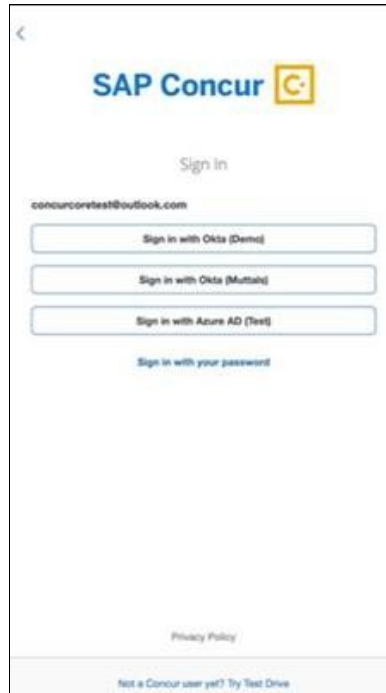 SAP Concur C.
Sign In
concurcoretest@outlook.com
Sign in with Okta (Demo)
Sign in with Okta (Muttals)
Sign in with Azure AD (Test)
Sign in with your password
Privacy Policy
Not a Concur user yet? Try Test Drive